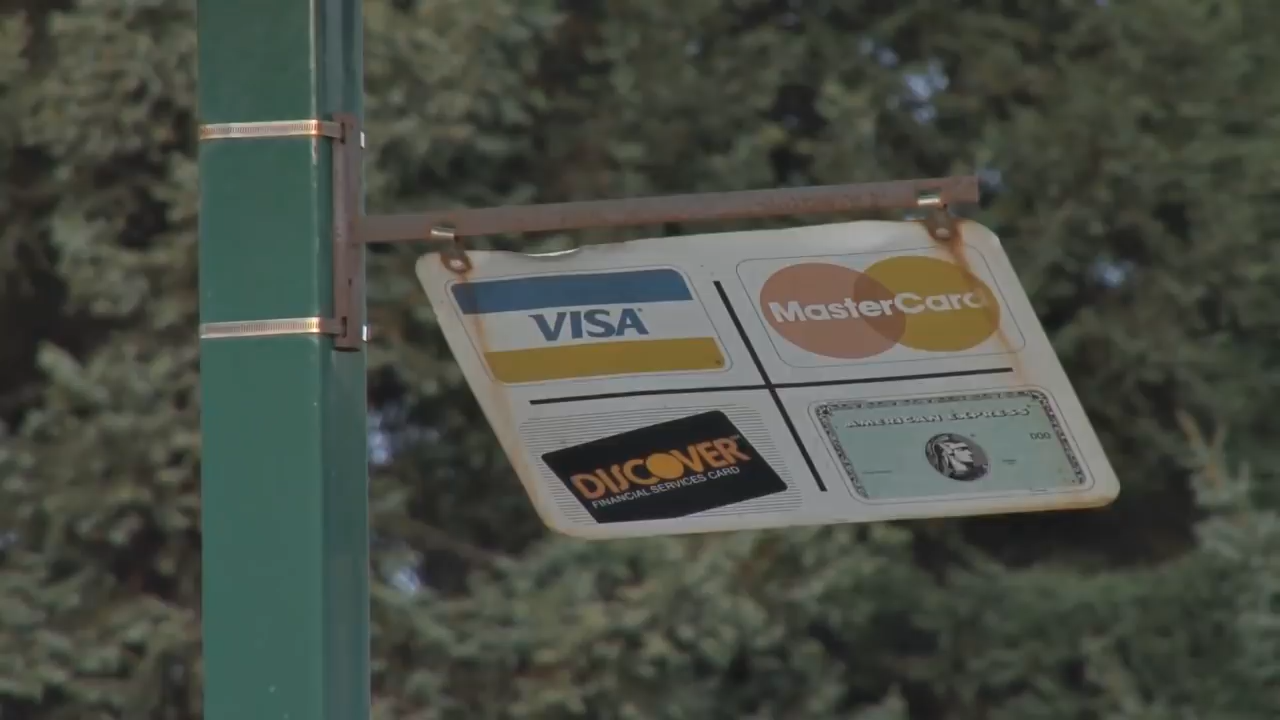 VISA
MasterCard
DISCOVER
FINANCIAL SERVICES CARD
AMERICAN EXPRESS